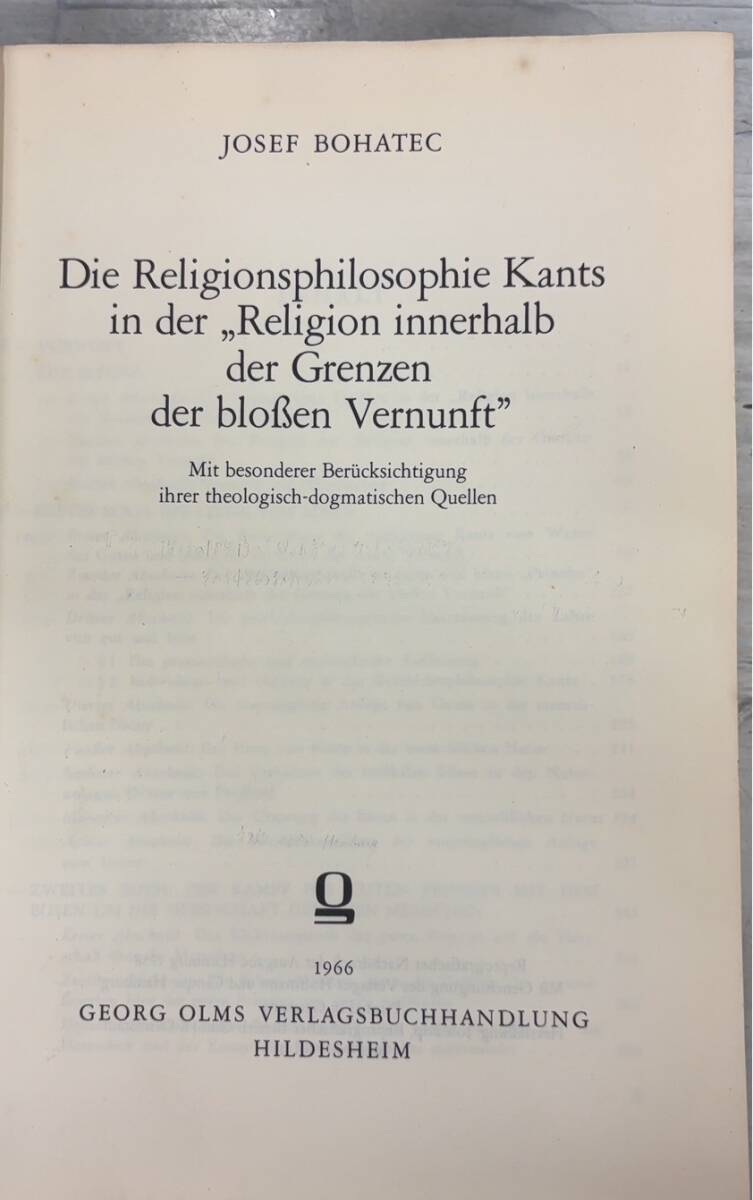 JOSEF BOHATEC
Die Religionsphilosophie Kants
in der „Religion innerhalb
der Grenzen
der bloßen Vernunft”
Mit besonderer Berücksichtigung
ihrer theologisch-dogmatischen Quellen
1966
GEORG OLMS VERLAGSBUCHHANDLUNG
HILDESHEIM